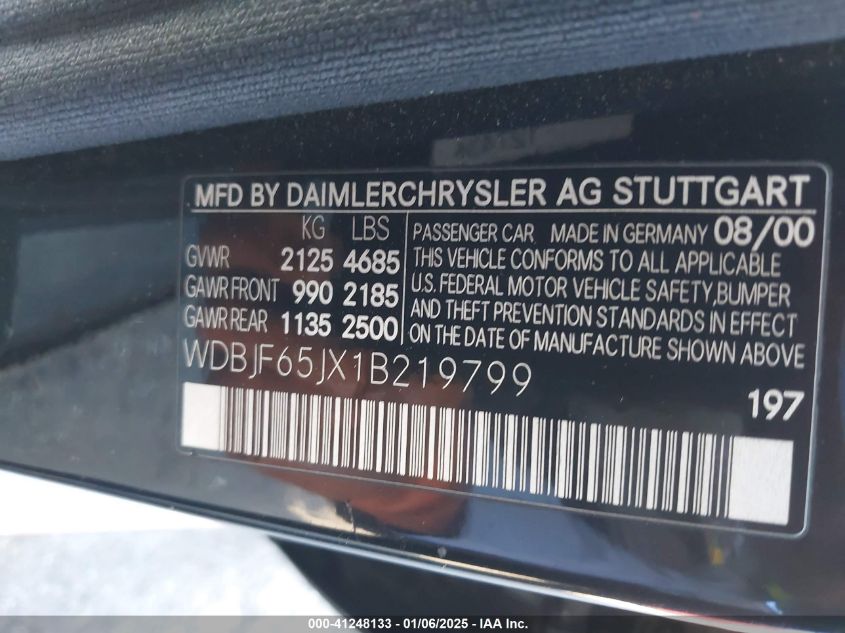 MFD BY DAIMLERCHRYSLER AG STUTTGART
KG LBS
GVWR 2125 4685
GAWR FRONT 990 2185
GAWR REAR 1135 2500
PASSENGER CAR MADE IN GERMANY 08/00
THIS VEHICLE CONFORMS TO ALL APPLICABLE
U.S. FEDERAL MOTOR VEHICLE SAFETY,BUMPER
AND THEFT PREVENTION STANDARDS IN EFFECT
ON THE DATE OF MANUFACTURE SHOWN ABOVE
WDBJF65JX1B219799
197
000-41248133 - 01/06/2025 - IAA Inc.